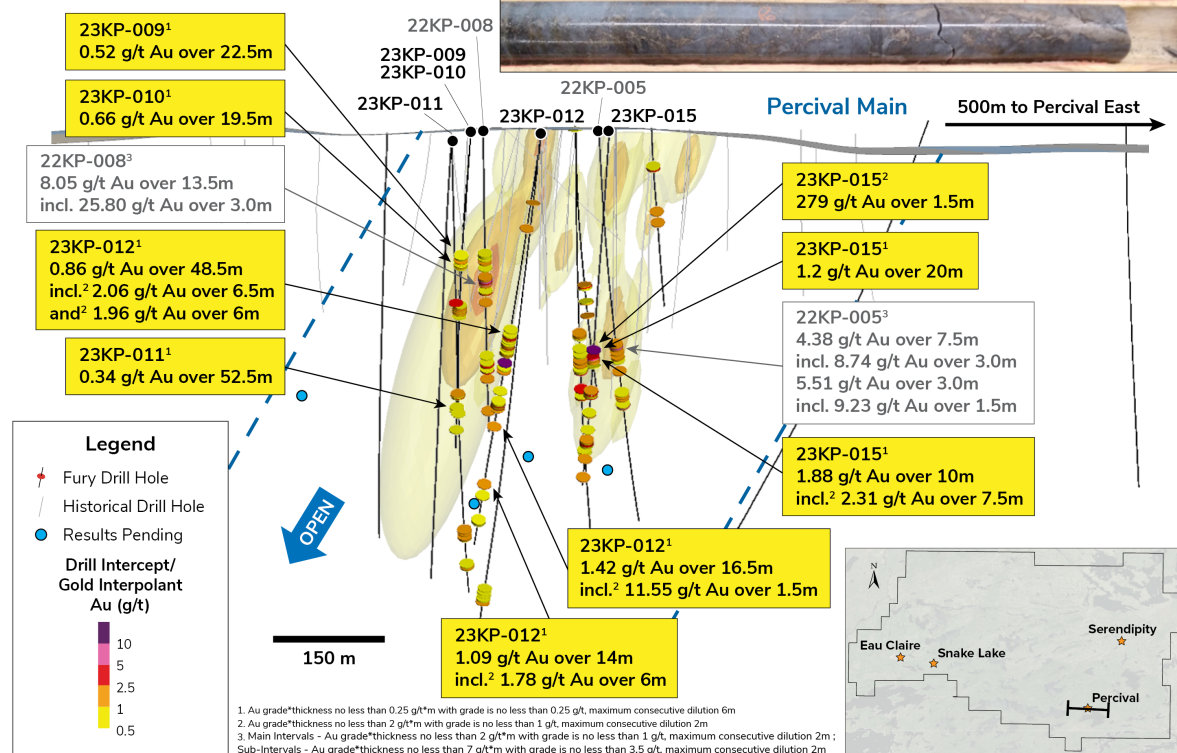 23KP-009¹
0.52 g/t Au over 22.5m
23KP-010¹
0.66 g/t Au over 19.5m
22KP-008³
8.05 g/t Au over 13.5m
incl. 25.80 g/t Au over 3.0m
23KP-012¹
0.86 g/t Au over 48.5m
incl.² 2.06 g/t Au over 6.5m
and² 1.96 g/t Au over 6m
23KP-011¹
0.34 g/t Au over 52.5m
22KP-008
23KP-009
23KP-010
23KP-011
23KP-012
22KP-005
23KP-015
Percival Main
500m to Percival East
23KP-015²
279 g/t Au over 1.5m
23KP-015¹
1.2 g/t Au over 20m
22KP-005³
4.38 g/t Au over 7.5m
incl. 8.74 g/t Au over 3.0m
5.51 g/t Au over 3.0m
incl. 9.23 g/t Au over 1.5m
23KP-015¹
1.88 g/t Au over 10m
incl.² 2.31 g/t Au over 7.5m
23KP-012¹
1.42 g/t Au over 16.5m
incl.² 11.55 g/t Au over 1.5m
23KP-012¹
1.09 g/t Au over 14m
incl.² 1.78 g/t Au over 6m
Legend
Fury Drill Hole
Historical Drill Hole
Results Pending
Drill Intercept/
Gold Interpolant
Au (g/t)
10
5
2.5
1
0.5
OPEN
150 m
N
Eau Claire
Snake Lake
Serendipity
Percival
1. Au grade*thickness no less than 0.25 g/t*m with grade is no less than 0.25 g/t, maximum consecutive dilution 6m
2. Au grade*thickness no less than 2 g/t*m with grade is no less than 1 g/t, maximum consecutive dilution 2m
3. Main Intervals - Au grade*thickness no less than 2 g/t*m with grade is no less than 1 g/t, maximum consecutive dilution 2m ;
Sub-Intervals - Au grade*thickness no less than 7 g/t*m with grade is no less than 3.5 g/t, maximum consecutive dilution 2m